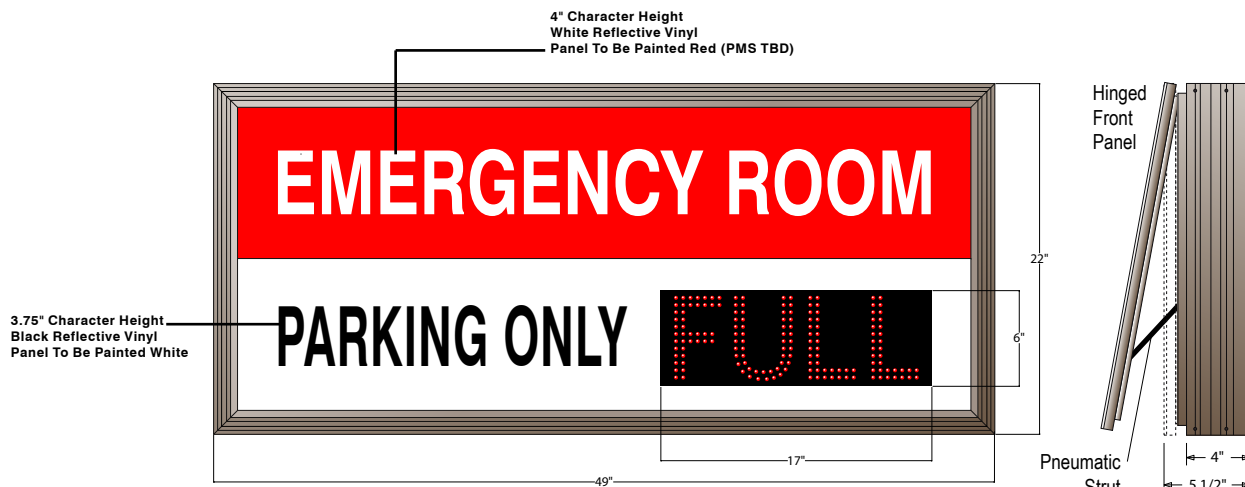 4" Character Height
White Reflective Vinyl
Panel To Be Painted Red (PMS TBD)
Hinged
Front
Panel
EMERGENCY ROOM
22"
3.75" Character Height
Black Reflective Vinyl
Panel To Be Painted White
PARKING ONLY FULL
6"
17"
49"
Pneumatic
Strut
4"
5 1/2"